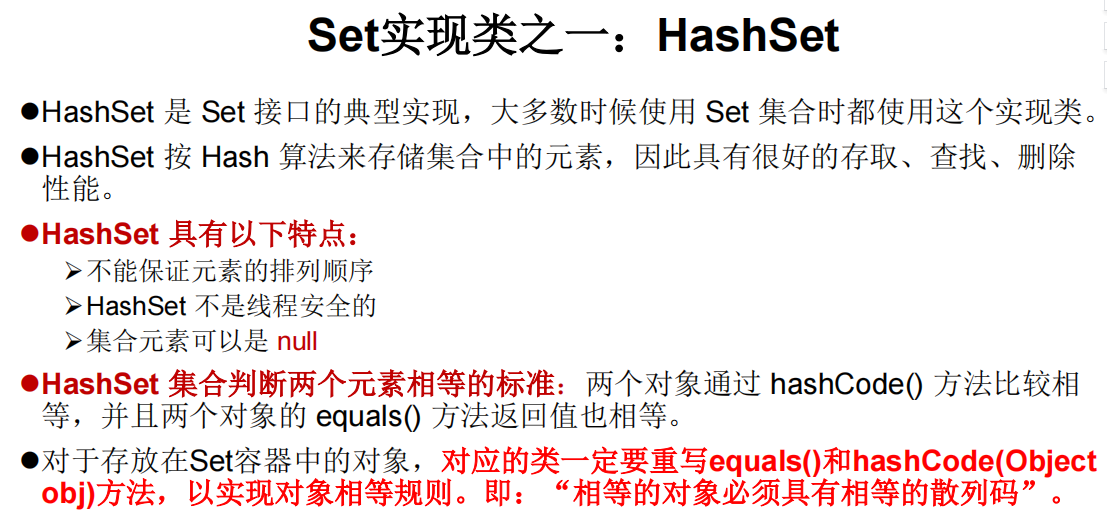 Set实现类之一：HashSet
●HashSet 是 Set 接口的典型实现，大多数时候使用 Set 集合时都使用这个实现类。
●HashSet 按 Hash 算法来存储集合中的元素，因此具有很好的存取、查找、删除
性能。
●HashSet 具有以下特点：
➢不能保证元素的排列顺序
➢HashSet 不是线程安全的
➢集合元素可以是 null
●HashSet 集合判断两个元素相等的标准：两个对象通过 hashCode() 方法比较相
等，并且两个对象的 equals() 方法返回值也相等。
●对于存放在Set容器中的对象，对应的类一定要重写equals()和hashCode(Object
obj)方法，以实现对象相等规则。即：“相等的对象必须具有相等的散列码”。